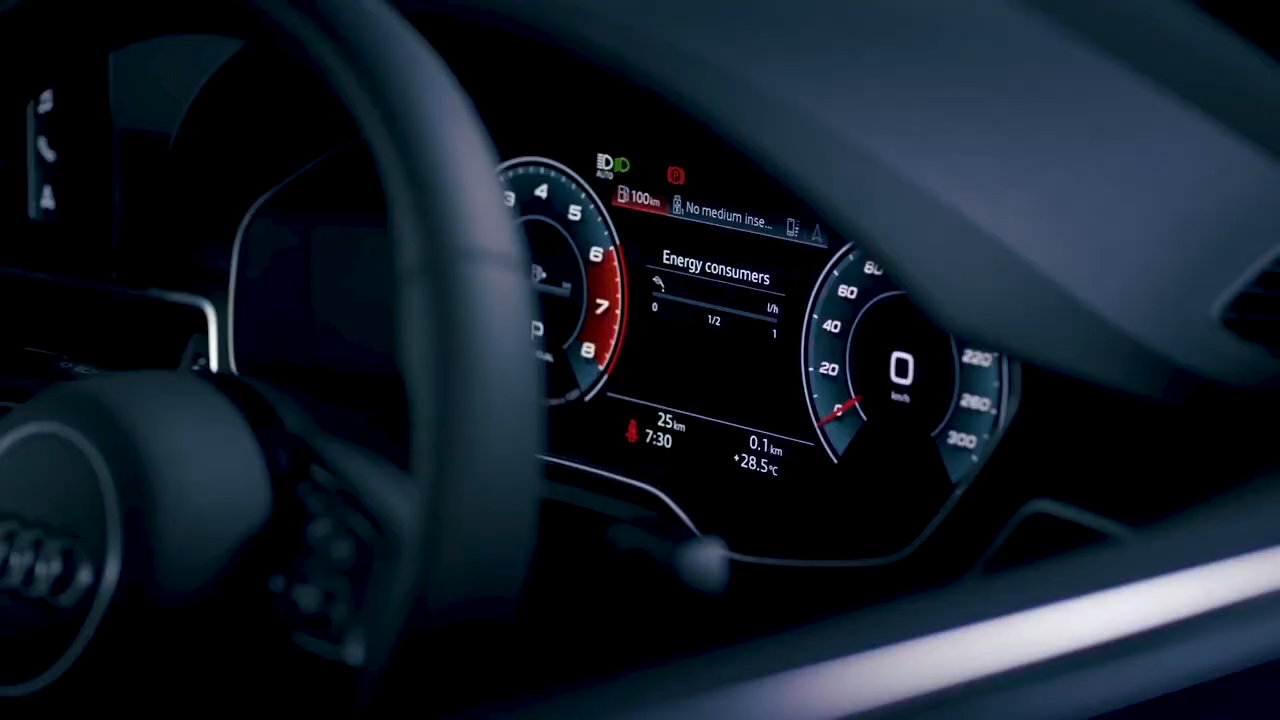 AUTO
100km
No medium inse...
3
4
5
6
7
8
P
Energy consumers
l/h
0
1/2
1
80
60
40
20
0
0
km/h
220
260
300
25km
7:30
0.1km
+28.5°C